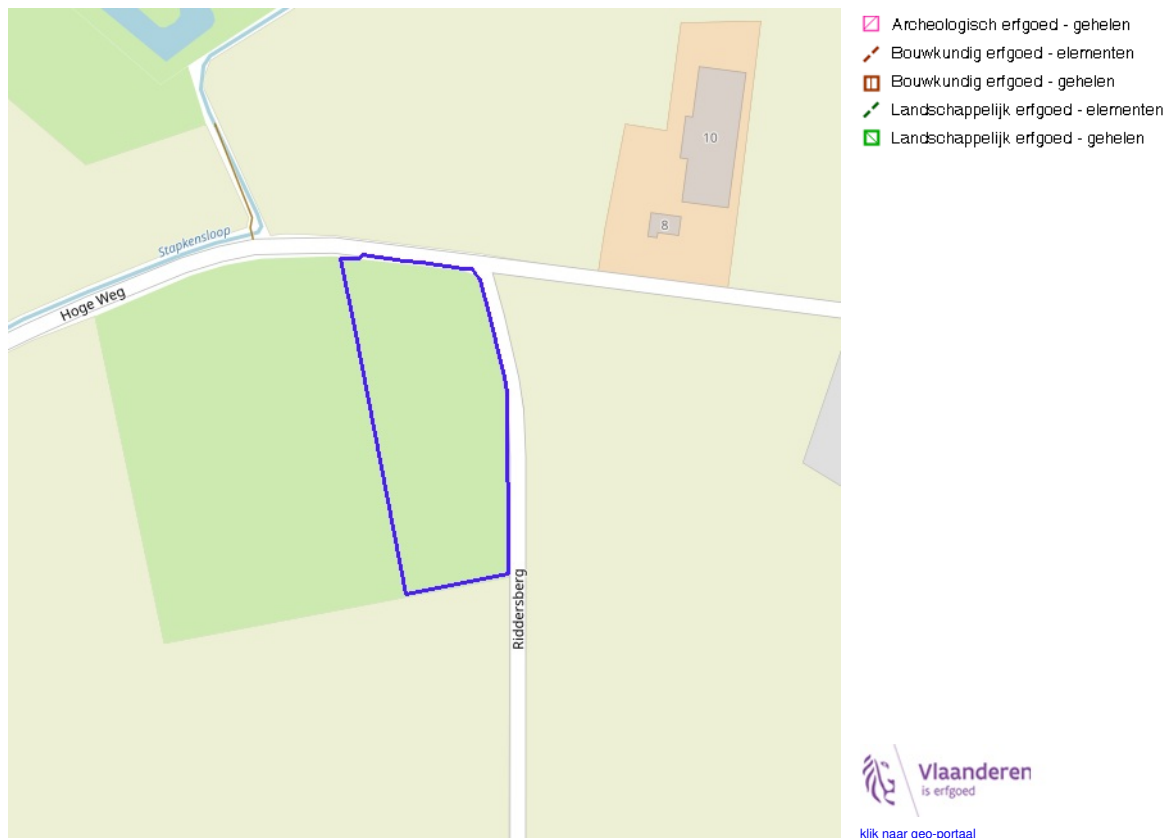 Archeologisch erfgoed - gehelen
Bouwkundig erfgoed - elementen
Bouwkundig erfgoed - gehelen
Landschappelijk erfgoed - elementen
Landschappelijk erfgoed - gehelen
10
8
Stapkensloop
Hoge Weg
Riddersberg
Vlaanderen
is erfgoed
klik naar geo-portaal